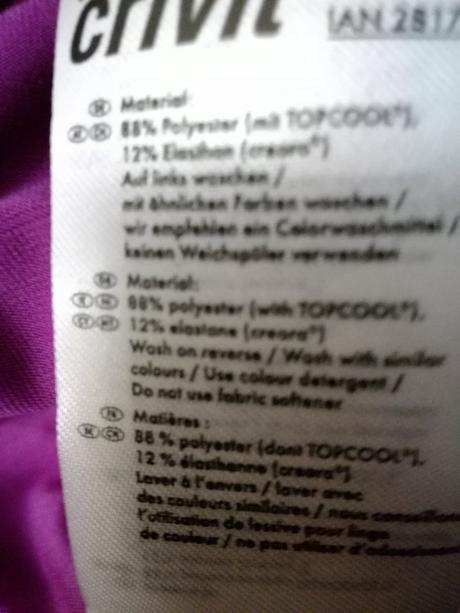 crivit
IAN 2817
Material:
88% Polyester (mit TOPCOOL®),
12% Elasthan (creora®)
Auf links waschen /
mit ähnlichen Farben waschen /
wir empfehlen ein Colorwaschmittel /
keinen Weichspüler verwenden
Material:
88% polyester (with TOPCOOL®),
12% elastane (creora®)
Wash on reverse / Wash with similar
colours / Use colour detergent /
Do not use fabric softener
Matières :
88 % polyester (dont TOPCOOL®),
12 % élasthanne (creora®)
Laver à l'envers / laver avec
des couleurs similaires / nous conseillons
l'utilisation de lessive pour linge
de couleur / ne pas utiliser